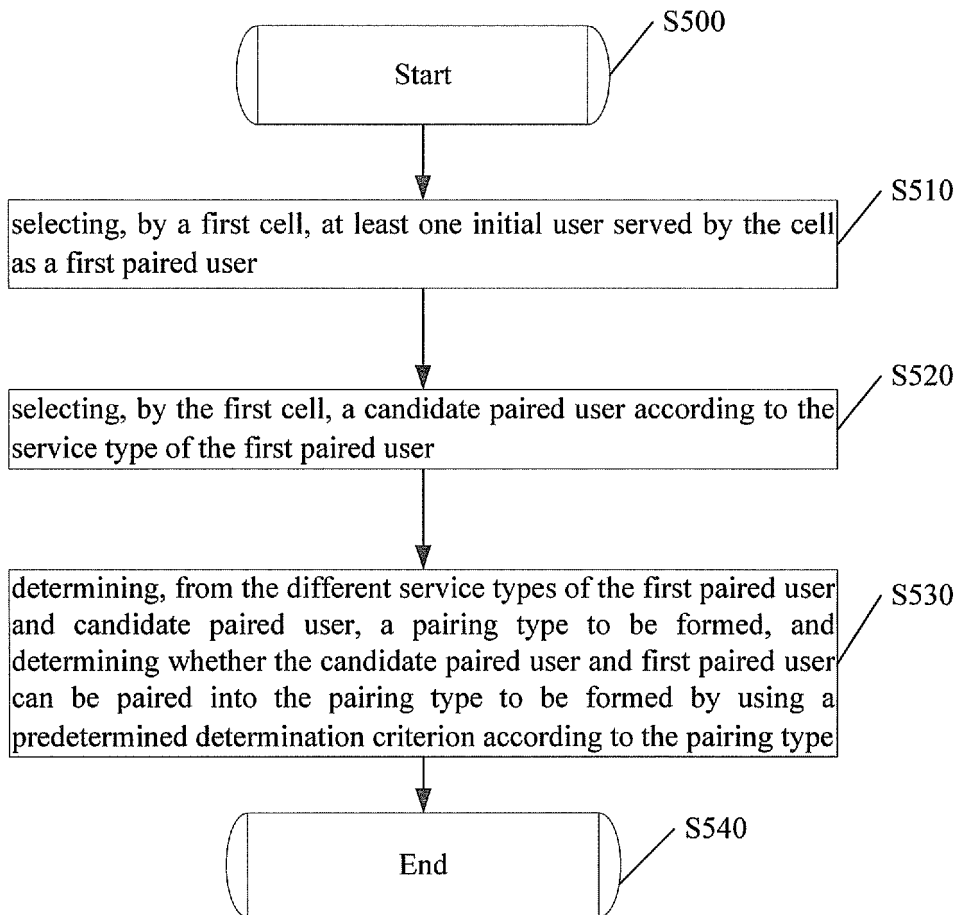 S500
Start
S510
selecting, by a first cell, at least one initial user served by the cell
as a first paired user
S520
selecting, by the first cell, a candidate paired user according to the
service type of the first paired user
S530
determining, from the different service types of the first paired user
and candidate paired user, a pairing type to be formed, and
determining whether the candidate paired user and first paired user
can be paired into the pairing type to be formed by using a
predetermined determination criterion according to the pairing type
S540
End